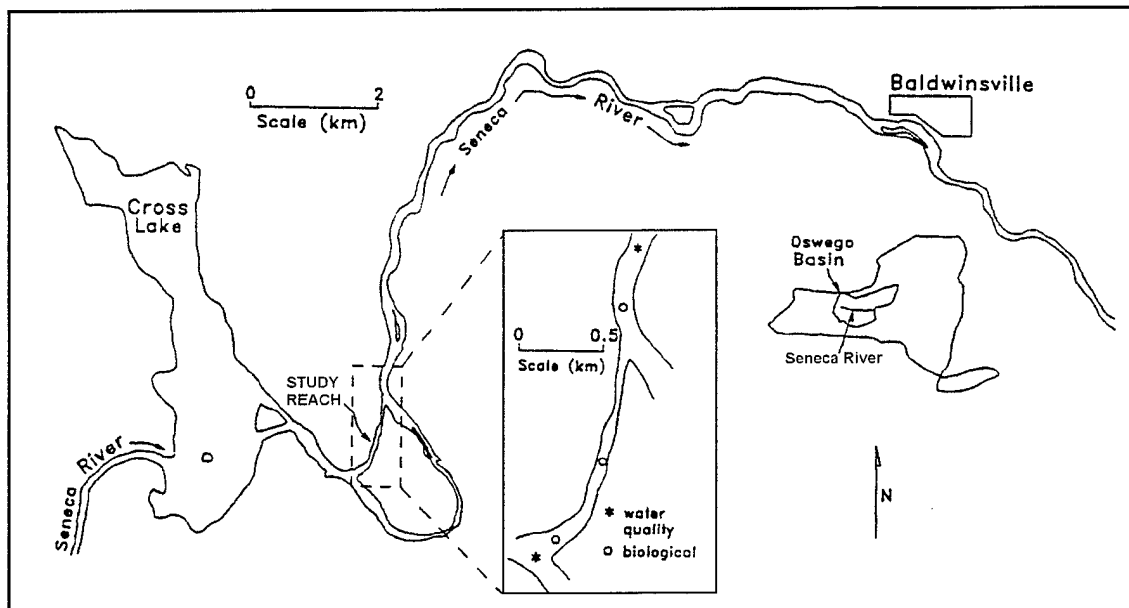 0 2
Scale (km)
Baldwinsville
Seneca
River
Cross
Lake
Oswego
Basin
Seneca River
0 0.5
Scale (km)
STUDY
REACH
Seneca
River
N
* water
quality
o biological